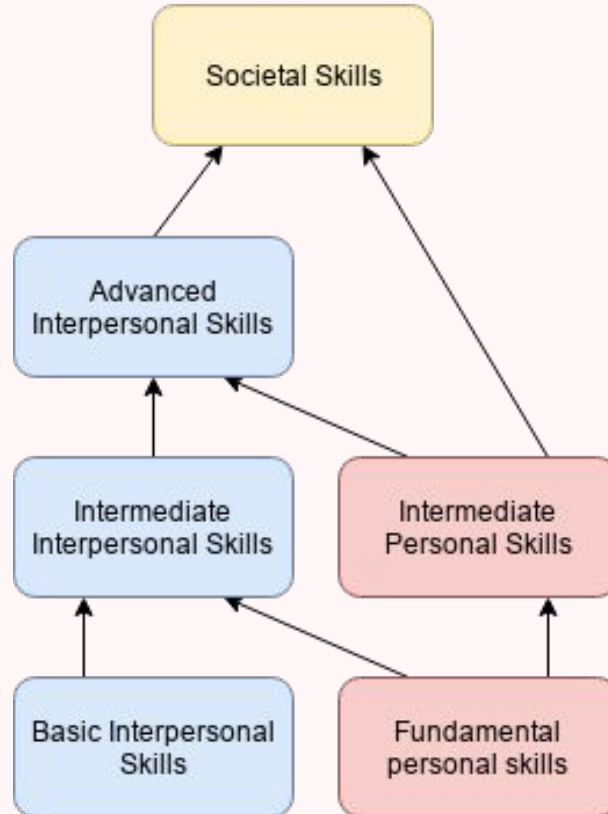 Societal Skills
Advanced
Interpersonal Skills
Intermediate
Interpersonal Skills
Intermediate
Personal Skills
Basic Interpersonal
Skills
Fundamental
personal skills